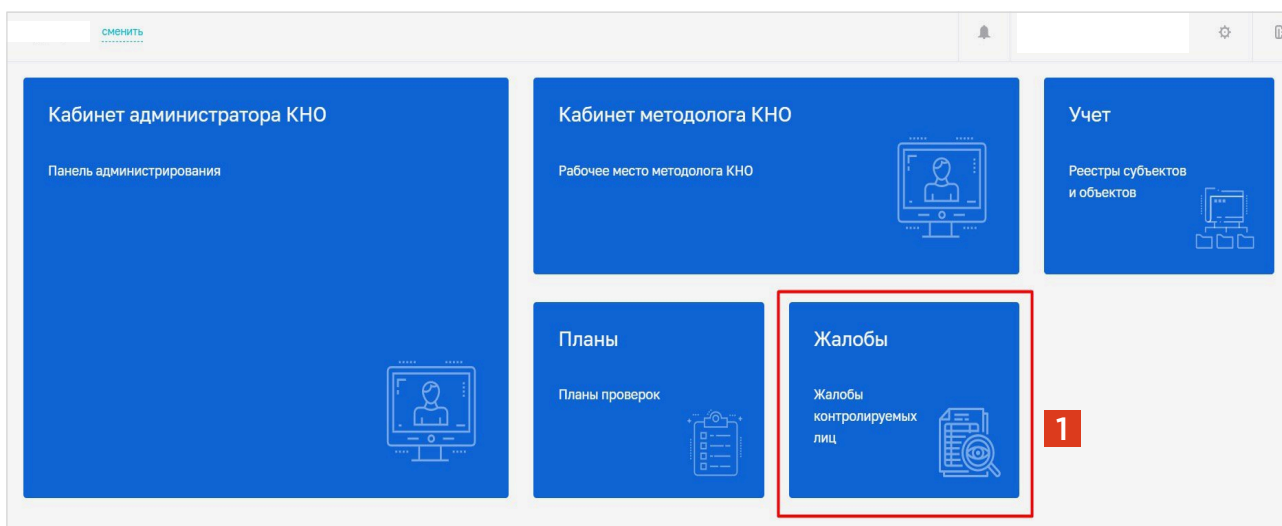 сменить
Кабинет администратора КНО
Панель администрирования
Кабинет методолога КНО
Рабочее место методолога КНО
Учет
Реестры субъектов
и объектов
Планы
Планы проверок
Жалобы
Жалобы
контролируемых
лиц
1